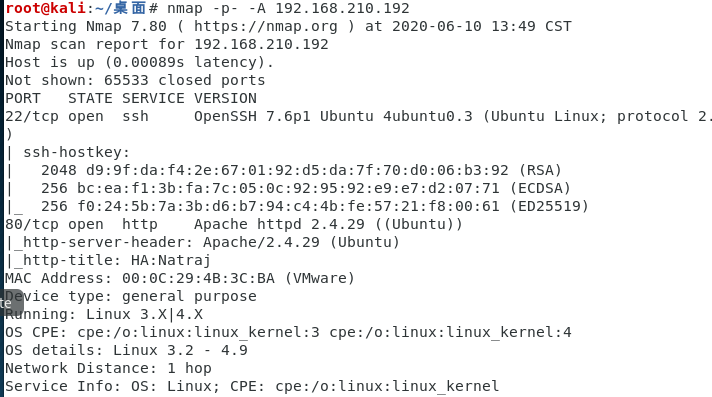 root@kali:~/桌面# nmap -p- -A 192.168.210.192
Starting Nmap 7.80 ( https://nmap.org ) at 2020-06-10 13:49 CST
Nmap scan report for 192.168.210.192
Host is up (0.00089s latency).
Not shown: 65533 closed ports
PORT   STATE SERVICE VERSION
22/tcp open  ssh     OpenSSH 7.6p1 Ubuntu 4ubuntu0.3 (Ubuntu Linux; protocol 2.
)
| ssh-hostkey:
|   2048 d9:9f:da:f4:2e:67:01:92:d5:da:7f:70:d0:06:b3:92 (RSA)
|   256 bc:ea:f1:3b:fa:7c:05:0c:92:95:92:e9:e7:d2:07:71 (ECDSA)
|_  256 f0:24:5b:7a:3b:d6:b7:94:c4:4b:fe:57:21:f8:00:61 (ED25519)
80/tcp open  http    Apache httpd 2.4.29 ((Ubuntu))
|_http-server-header: Apache/2.4.29 (Ubuntu)
|_http-title: HA:Natraj
MAC Address: 00:0C:29:4B:3C:BA (VMware)
Device type: general purpose
te
Running: Linux 3.X|4.X
OS CPE: cpe:/o:linux:linux_kernel:3 cpe:/o:linux:linux_kernel:4
OS details: Linux 3.2 - 4.9
Network Distance: 1 hop
Service Info: OS: Linux; CPE: cpe:/o:linux:linux_kernel